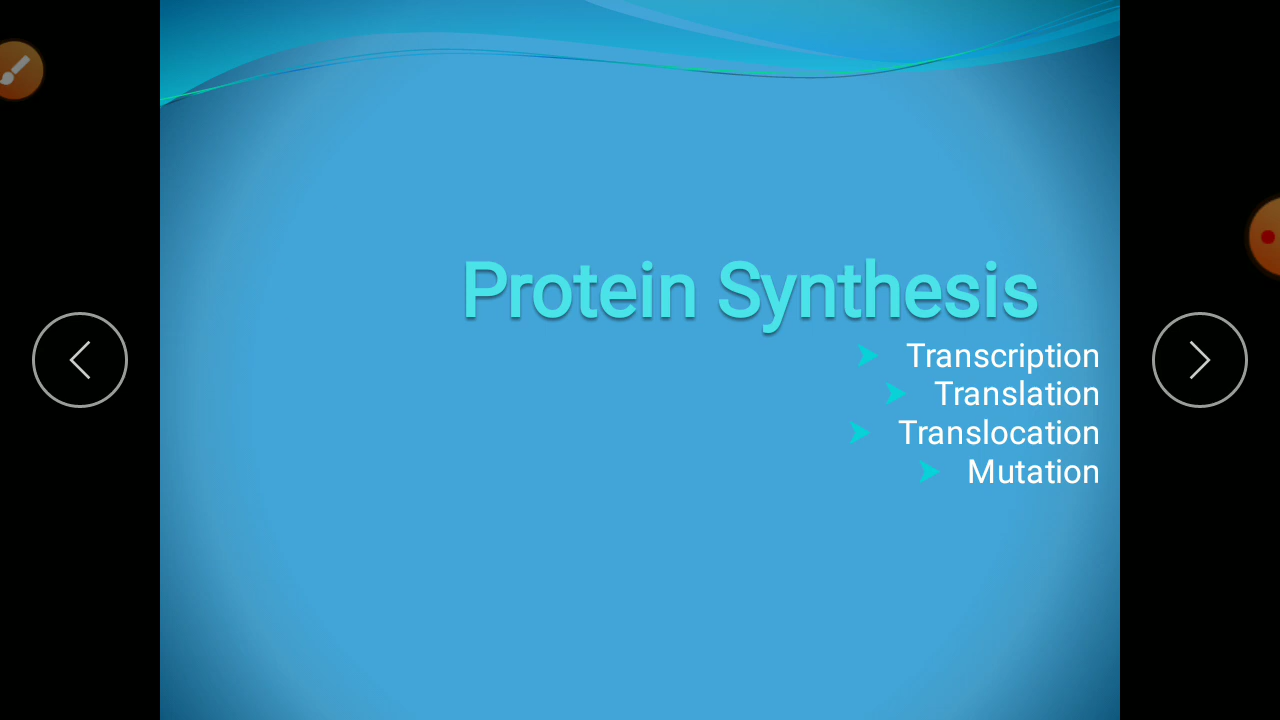 Protein Synthesis
Transcription
Translation
Translocation
Mutation